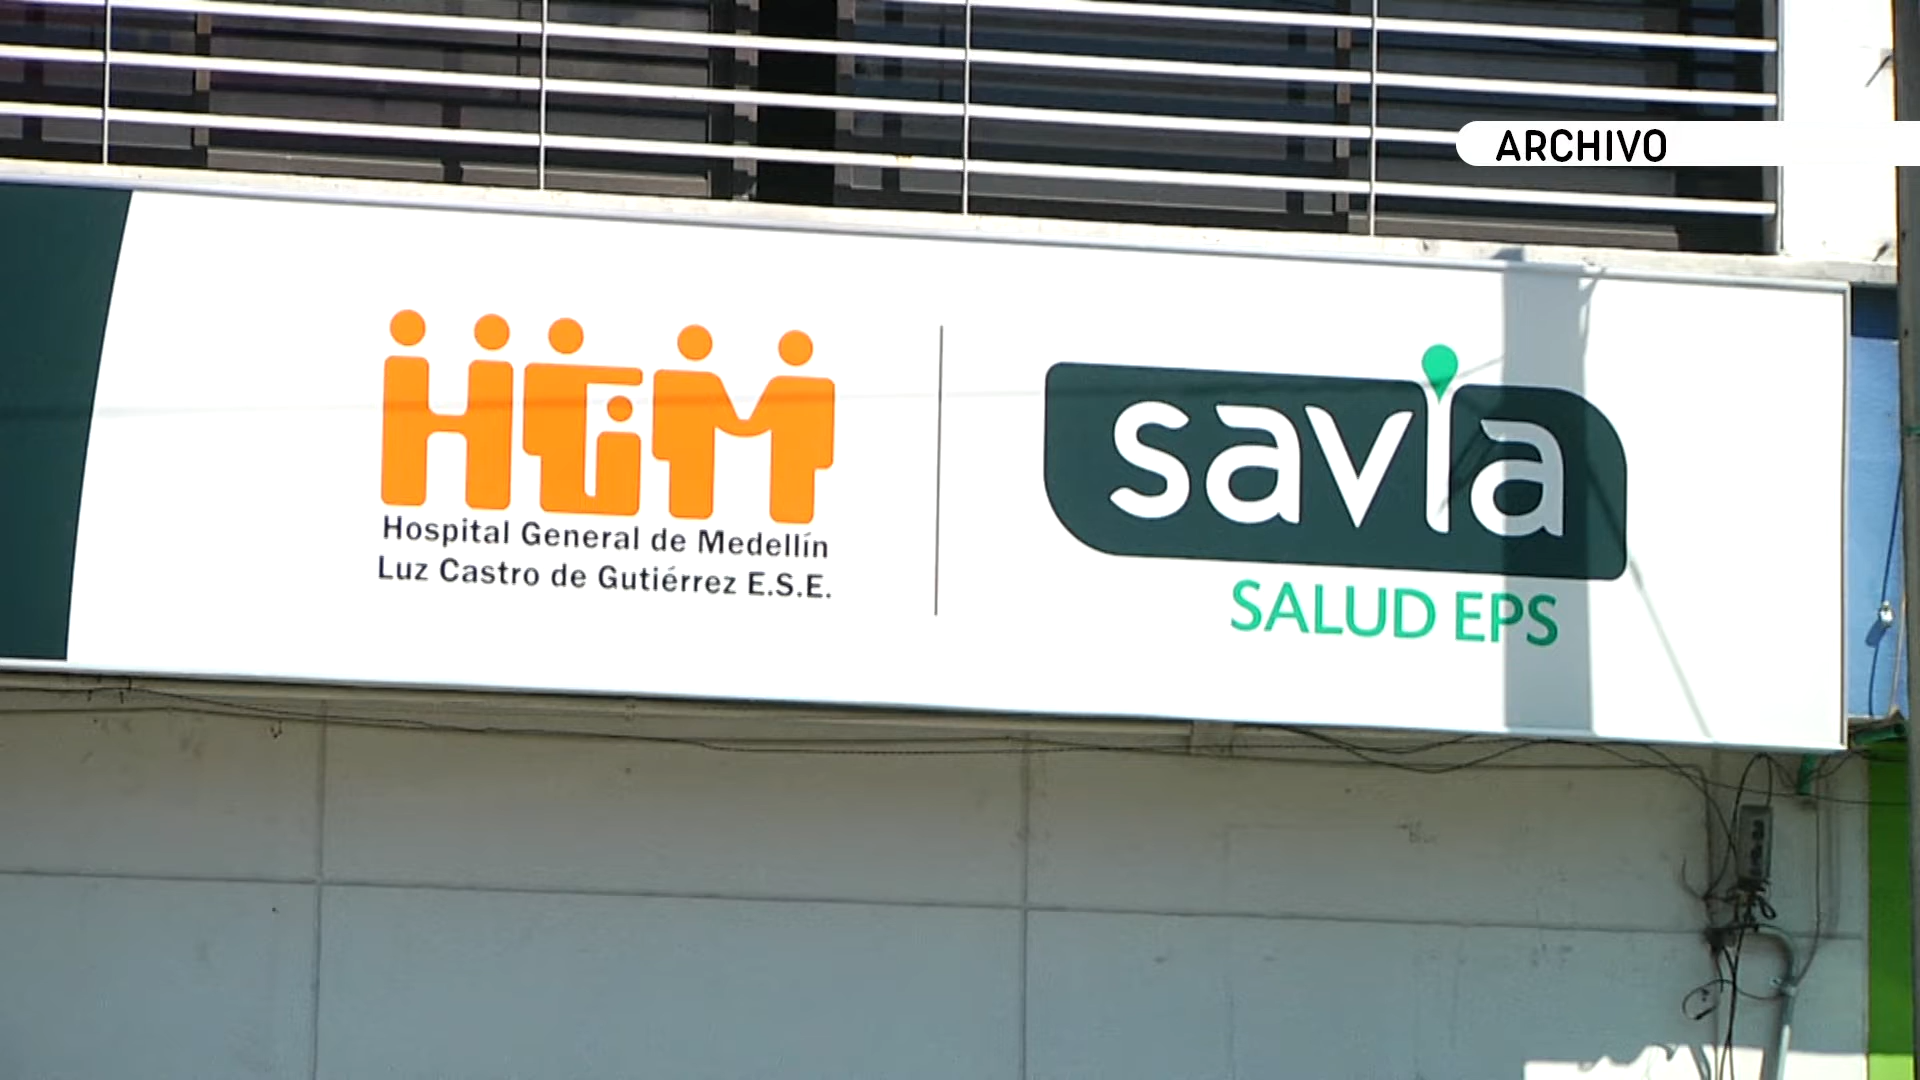 ARCHIVO
HGM
Hospital General de Medellín
Luz Castro de Gutiérrez E.S.E.
savia
SALUD EPS